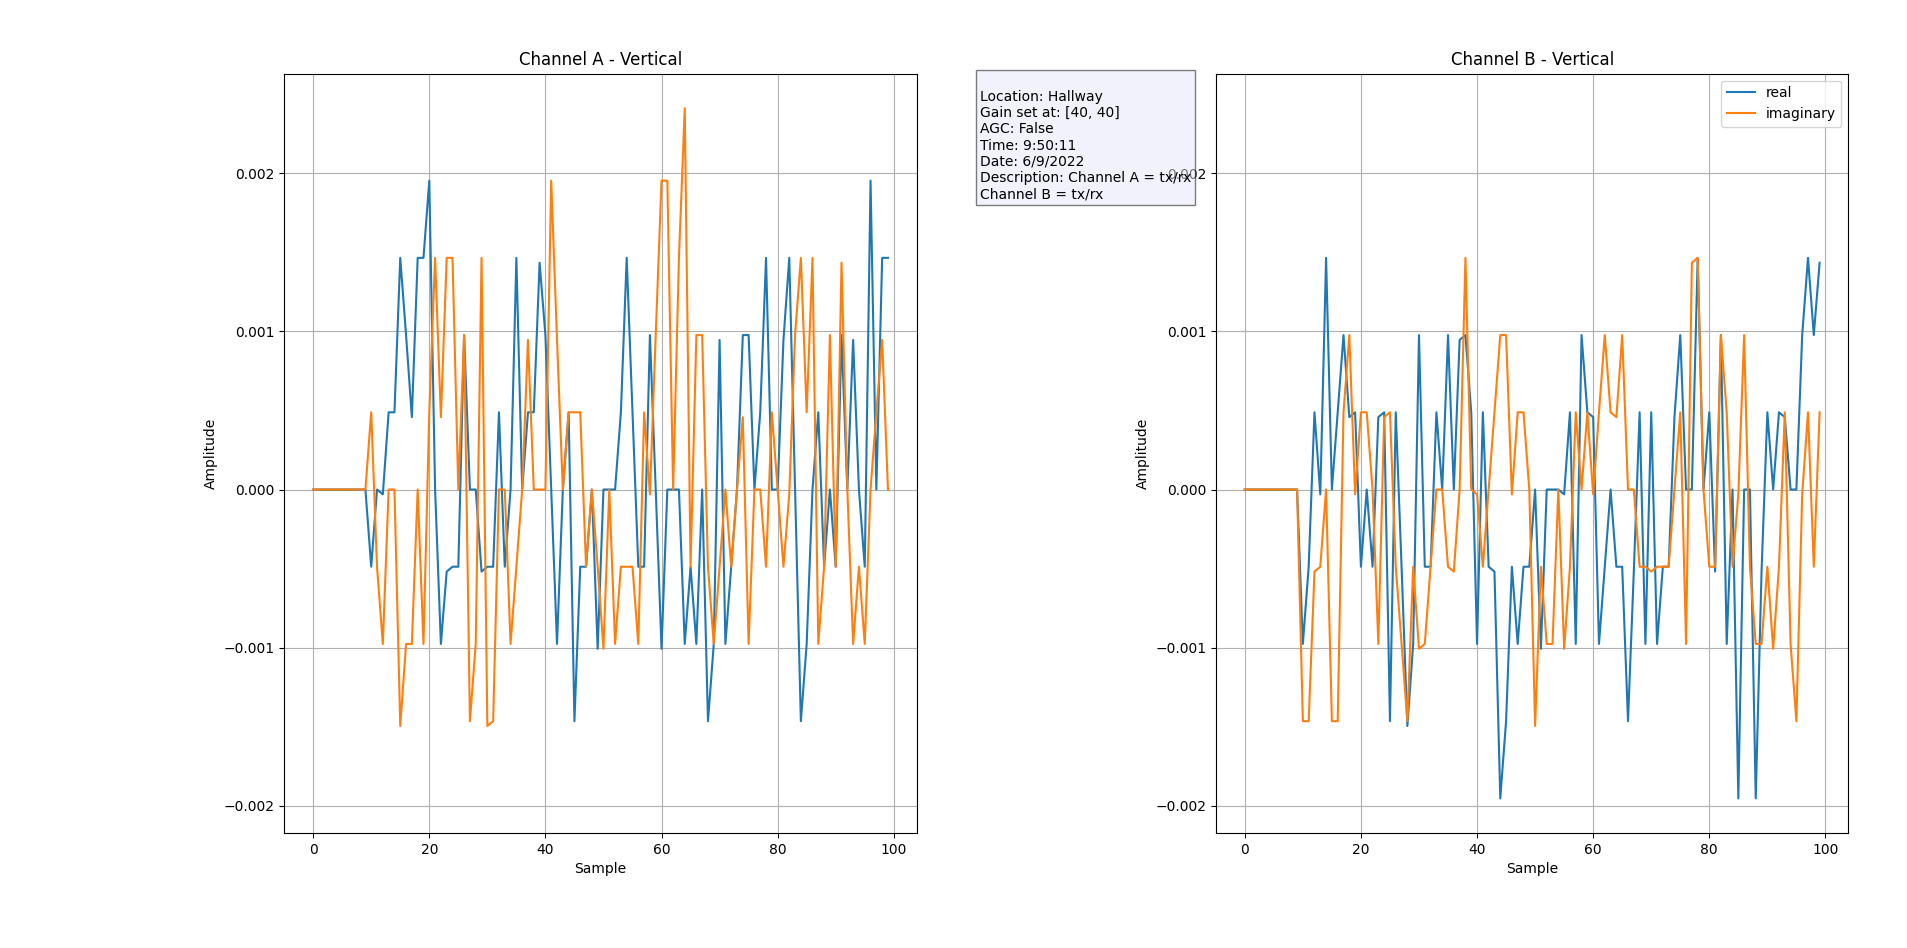 Channel A - Vertical
0.002
0.001
0.000
−0.001
−0.002
Amplitude
0
20
40
60
80
100
Sample
Location: Hallway
Gain set at: [40, 40]
AGC: False
Time: 9:50:11
Date: 6/9/2022
Description: Channel A = tx/rx
Channel B = tx/rx
Channel B - Vertical
real
imaginary
0.002
0.001
0.000
−0.001
−0.002
Amplitude
0
20
40
60
80
100
Sample